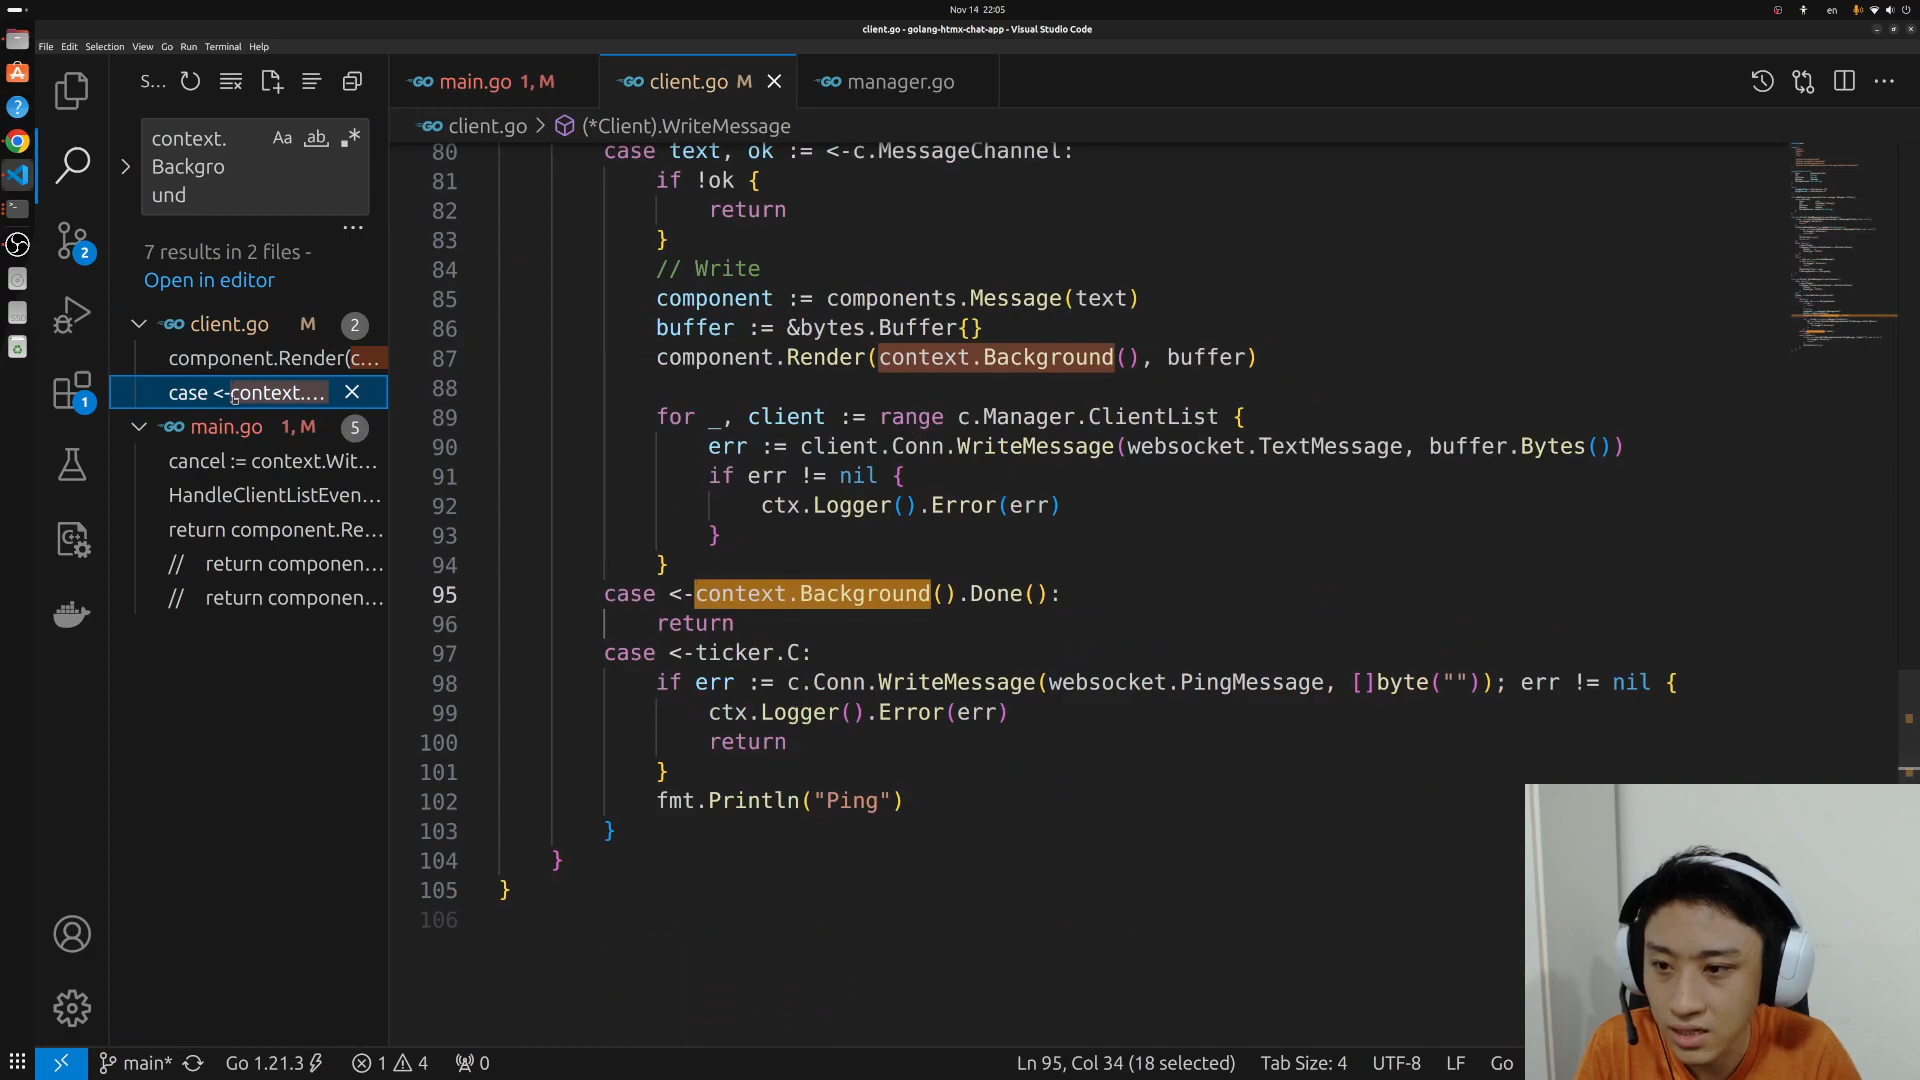 Nov 14 22:05
client.go - golang-htmx-chat-app - Visual Studio Code
en
File Edit Selection View Go Run Terminal Help
S...
main.go 1, M
client.go M
manager.go
context.
Backgro
und
Aa ab
client.go > (*Client).WriteMessage
7 results in 2 files -
Open in editor
client.go M 2
component.Render(c...
case <-context....
main.go 1, M 5
cancel := context.Wit...
HandleClientListEven...
return component.Re...
// return componen...
// return componen...
2
1
80 case text, ok := <-c.MessageChannel:
81 if !ok {
82 return
83 }
84 // Write
85 component := components.Message(text)
86 buffer := &bytes.Buffer{}
87 component.Render(context.Background(), buffer)
88
89 for _, client := range c.Manager.ClientList {
90 err := client.Conn.WriteMessage(websocket.TextMessage, buffer.Bytes())
91 if err != nil {
92 ctx.Logger().Error(err)
93 }
94 }
95 case <-context.Background().Done():
96 return
97 case <-ticker.C:
98 if err := c.Conn.WriteMessage(websocket.PingMessage, []byte("")); err != nil {
99 ctx.Logger().Error(err)
100 return
101 }
102 fmt.Println("Ping")
103 }
104 }
105 }
106
main* Go 1.21.3 1 4 0
Ln 95, Col 34 (18 selected) Tab Size: 4 UTF-8 LF Go